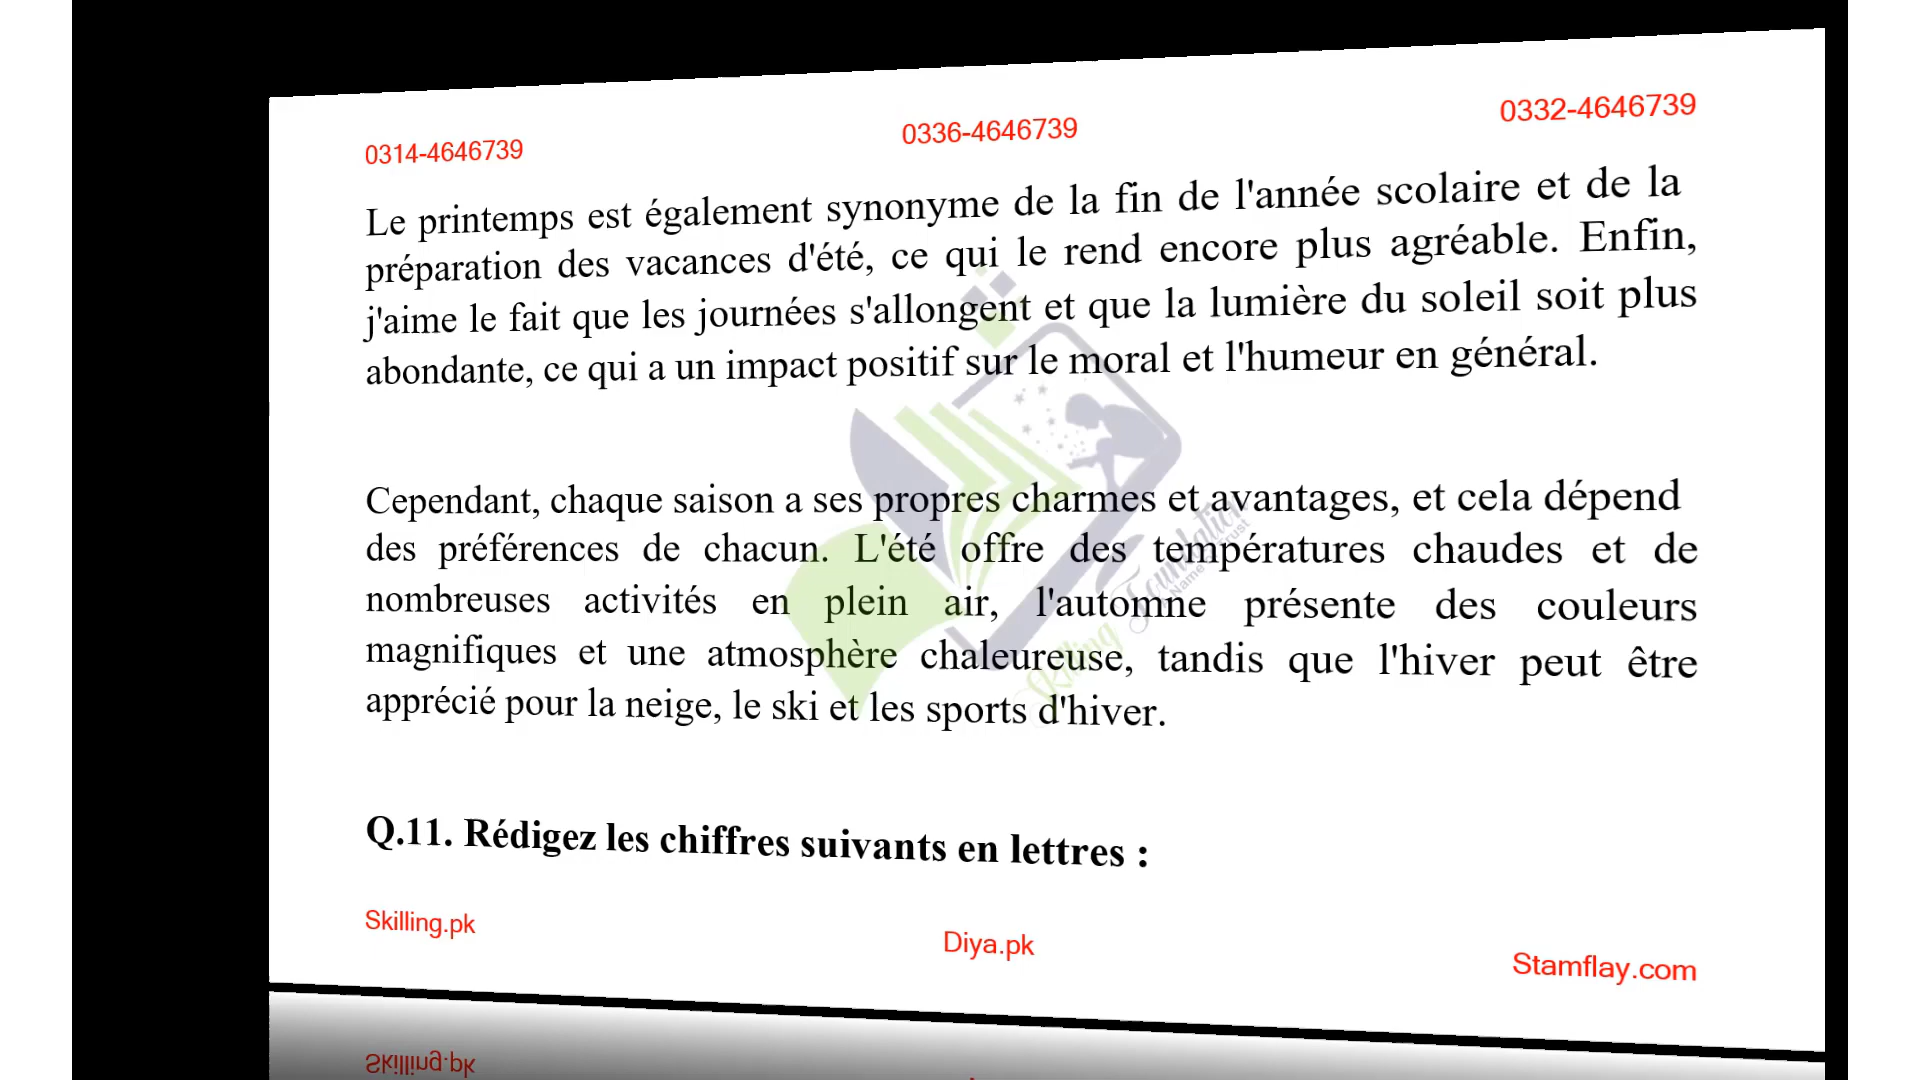 0314-4646739 0336-4646739 0332-4646739
Le printemps est également synonyme de la fin de l'année scolaire et de la
préparation des vacances d'été, ce qui le rend encore plus agréable. Enfin,
j'aime le fait que les journées s'allongent et que la lumière du soleil soit plus
abondante, ce qui a un impact positif sur le moral et l'humeur en général.
Cependant, chaque saison a ses propres charmes et avantages, et cela dépend
des préférences de chacun. L'été offre des températures chaudes et de
nombreuses activités en plein air, l'automne présente des couleurs
magnifiques et une atmosphère chaleureuse, tandis que l'hiver peut être
apprécié pour la neige, le ski et les sports d'hiver.
Skilling Foundation
Q.11. Rédigez les chiffres suivants en lettres :
Skilling.pk Diya.pk Stamflay.com
Skilling.pk